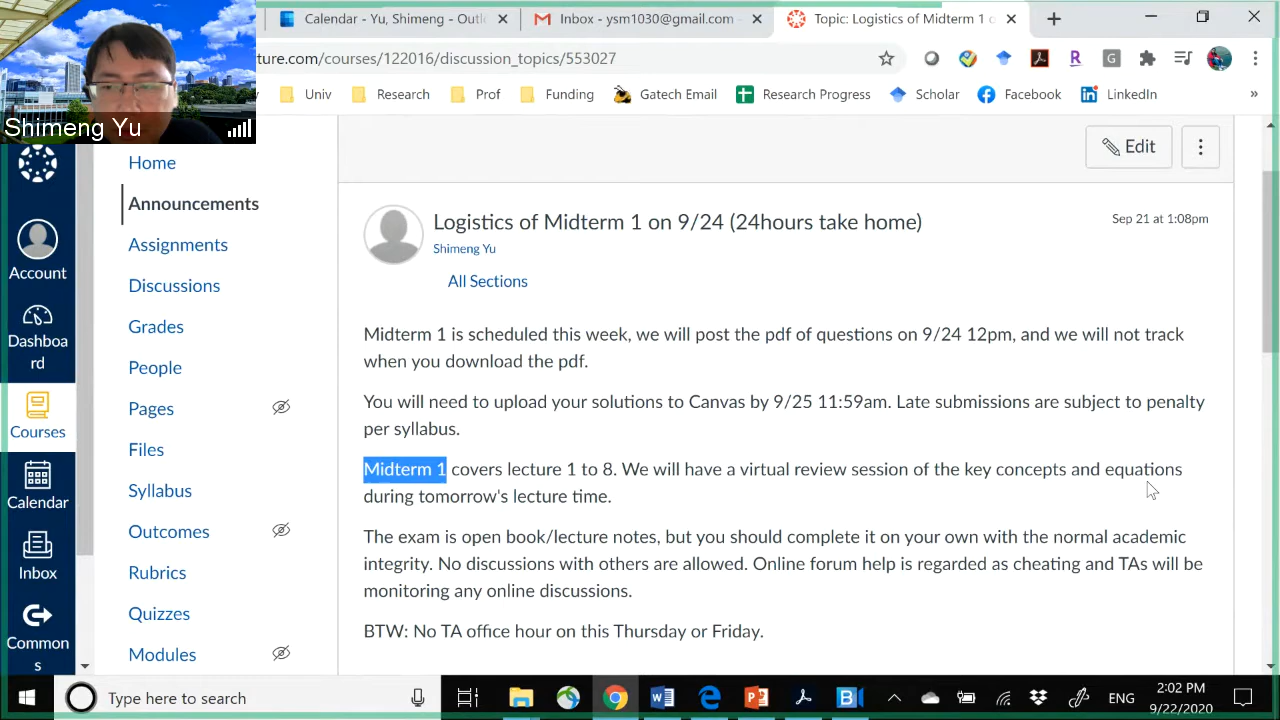 Calendar - Yu, Shimeng - Outl
Inbox - ysm1030@gmail.com -
Topic: Logistics of Midterm 1 o
ture.com/courses/122016/discussion_topics/553027
Univ
Research
Prof
Funding
Gatech Email
Research Progress
Scholar
Facebook
LinkedIn
»
Shimeng Yu
Account
Dashboa
rd
Courses
Calendar
Inbox
Common
s
Home
Announcements
Assignments
Discussions
Grades
People
Pages
Files
Syllabus
Outcomes
Rubrics
Quizzes
Modules
Edit
Logistics of Midterm 1 on 9/24 (24hours take home)
Sep 21 at 1:08pm
Shimeng Yu
All Sections
Midterm 1 is scheduled this week, we will post the pdf of questions on 9/24 12pm, and we will not track
when you download the pdf.
You will need to upload your solutions to Canvas by 9/25 11:59am. Late submissions are subject to penalty
per syllabus.
Midterm 1 covers lecture 1 to 8. We will have a virtual review session of the key concepts and equations
during tomorrow's lecture time.
The exam is open book/lecture notes, but you should complete it on your own with the normal academic
integrity. No discussions with others are allowed. Online forum help is regarded as cheating and TAs will be
monitoring any online discussions.
BTW: No TA office hour on this Thursday or Friday.
Type here to search
ENG
2:02 PM
9/22/2020